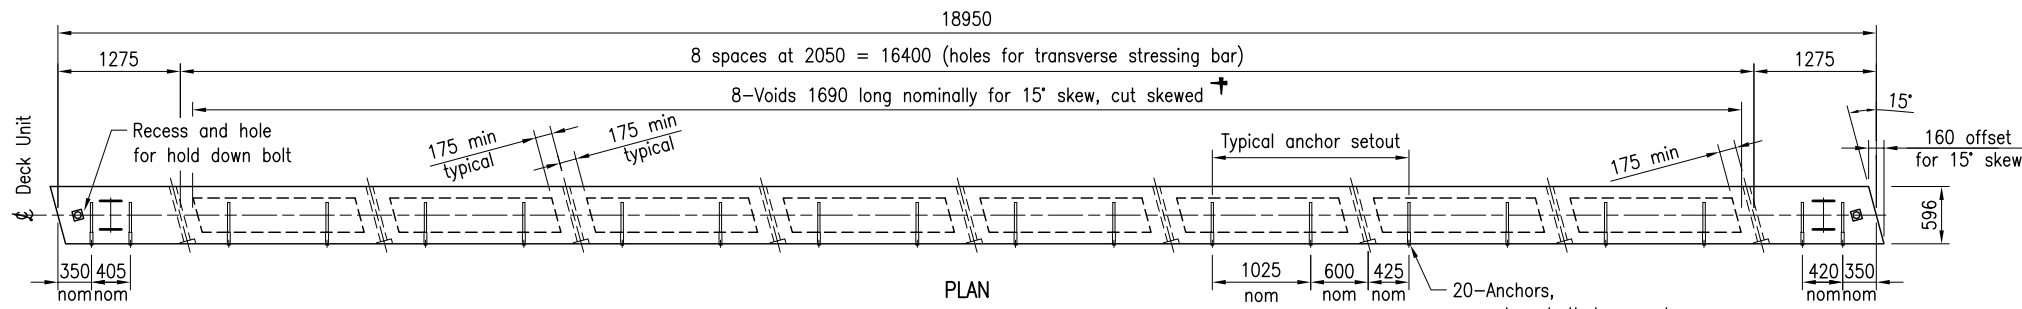 18950
8 spaces at 2050 = 16400 (holes for transverse stressing bar)
1275
1275
8-Voids 1690 long nominally for 15° skew, cut skewed
15°
Deck Unit
Recess and hole
for hold down bolt
175 min
typical
175 min
typical
Typical anchor setout
175 min
160 offset
for 15° skew
596
350
nom
405
nom
PLAN
1025
nom
600
nom
425
nom
20-Anchors,
420
nom
350
nom